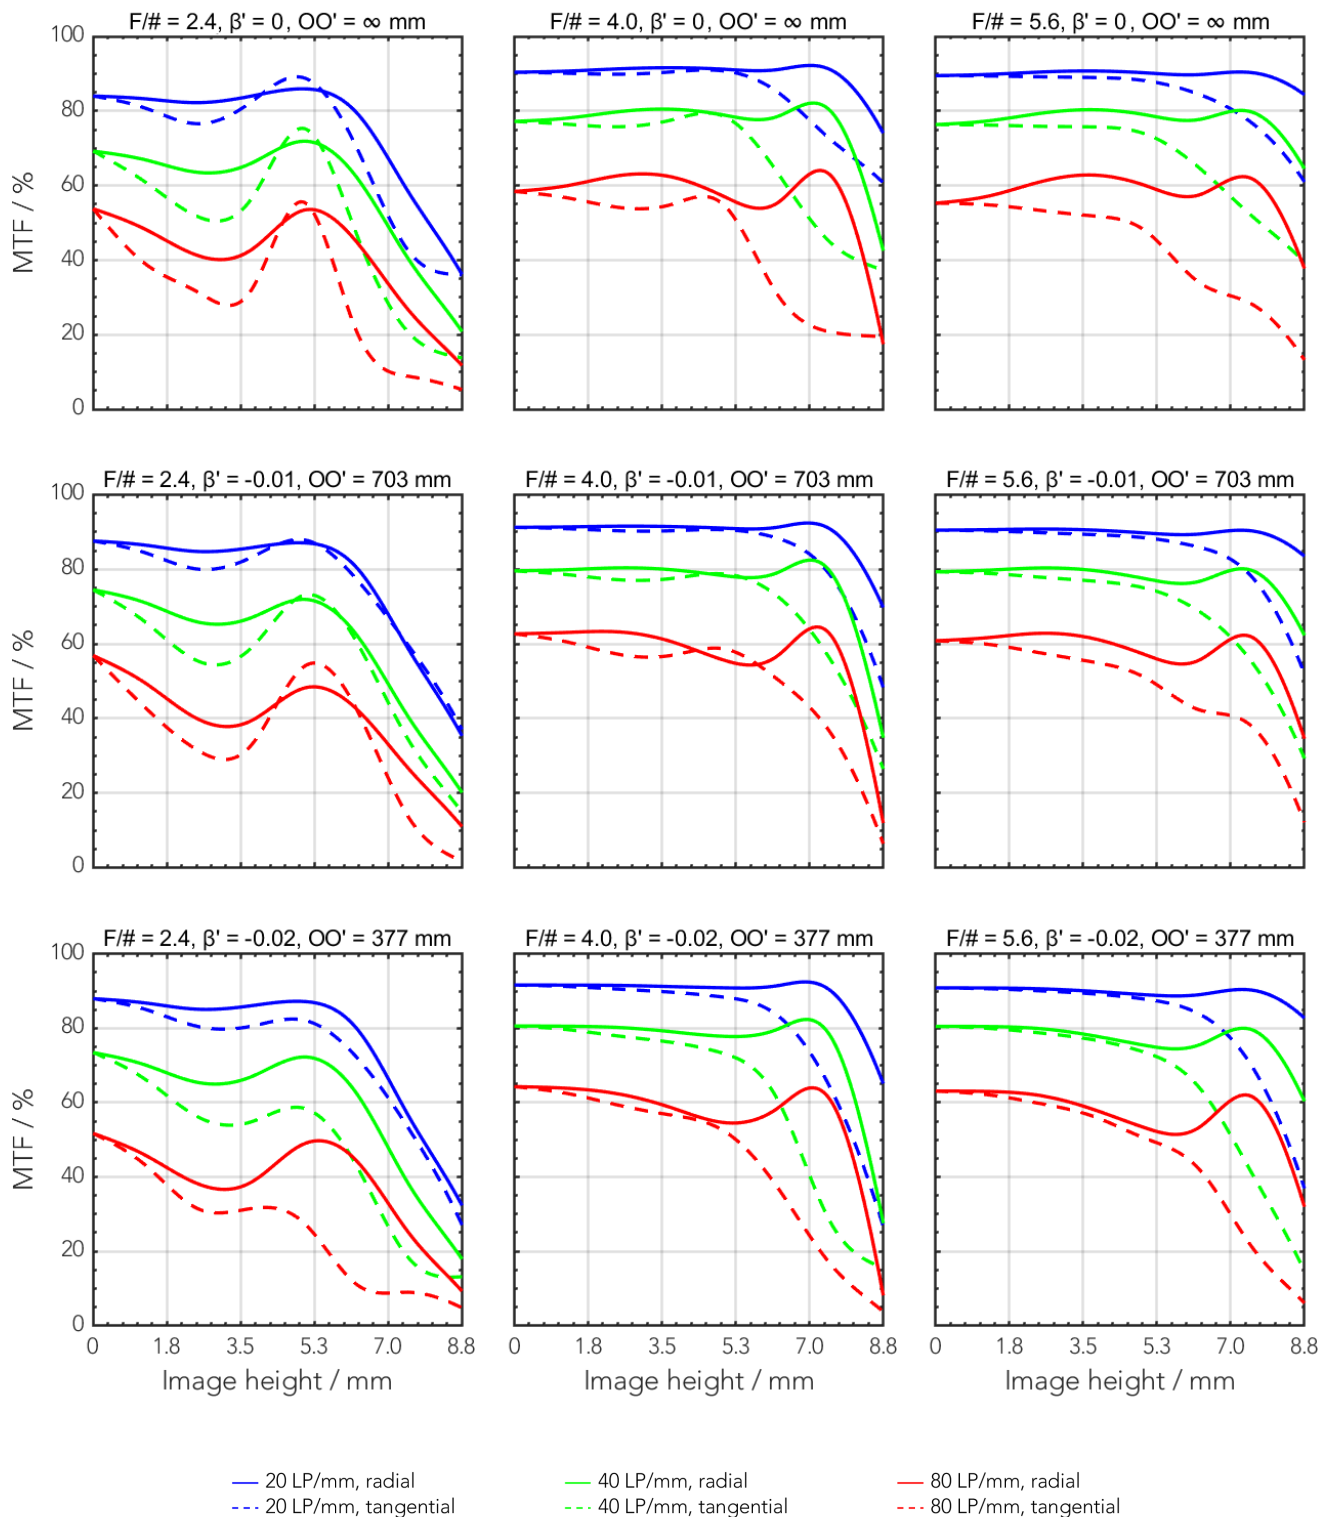 F/# = 2.4, β' = 0, OO' = ∞ mm
F/# = 4.0, β' = 0, OO' = ∞ mm
F/# = 5.6, β' = 0, OO' = ∞ mm
100
80
60
40
20
0
MTF / %
F/# = 2.4, β' = -0.01, OO' = 703 mm
F/# = 4.0, β' = -0.01, OO' = 703 mm
F/# = 5.6, β' = -0.01, OO' = 703 mm
100
80
60
40
20
0
MTF / %
F/# = 2.4, β' = -0.02, OO' = 377 mm
F/# = 4.0, β' = -0.02, OO' = 377 mm
F/# = 5.6, β' = -0.02, OO' = 377 mm
100
80
60
40
20
0
MTF / %
0 1.8 3.5 5.3 7.0 8.8
0 1.8 3.5 5.3 7.0 8.8
0 1.8 3.5 5.3 7.0 8.8
Image height / mm
Image height / mm
Image height / mm
20 LP/mm, radial
40 LP/mm, radial
80 LP/mm, radial
20 LP/mm, tangential
40 LP/mm, tangential
80 LP/mm, tangential